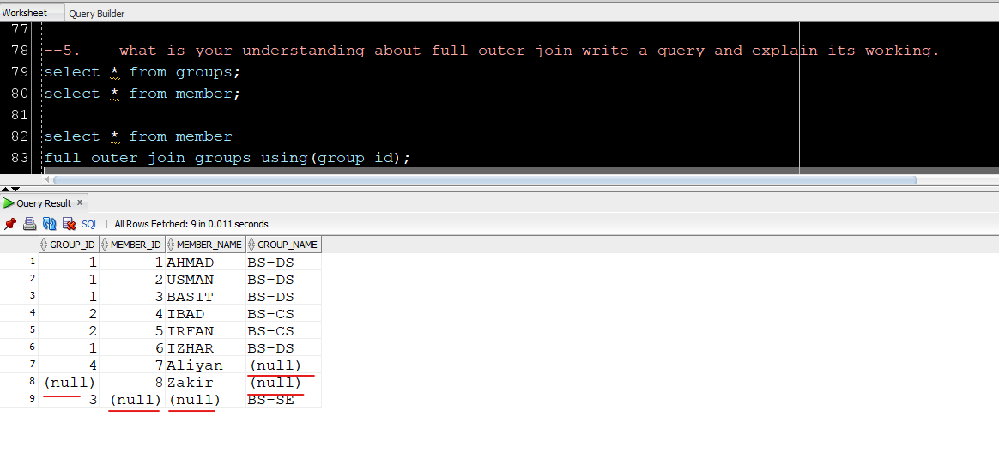 Worksheet Query Builder
77
78 --5. what is your understanding about full outer join write a query and explain its working.
79 select * from groups;
80 select * from member;
81
82 select * from member
83 full outer join groups using(group_id);
Query Result x
SQL | All Rows Fetched: 9 in 0.011 seconds
GROUP_ID MEMBER_ID MEMBER_NAME GROUP_NAME
1 1 1 AHMAD BS-DS
2 1 2 USMAN BS-DS
3 1 3 BASIT BS-DS
4 2 4 IBAD BS-CS
5 2 5 IRFAN BS-CS
6 1 6 IZHAR BS-DS
7 4 7 Aliyan (null)
8 (null) 8 Zakir (null)
9 3 (null) (null) BS-SE